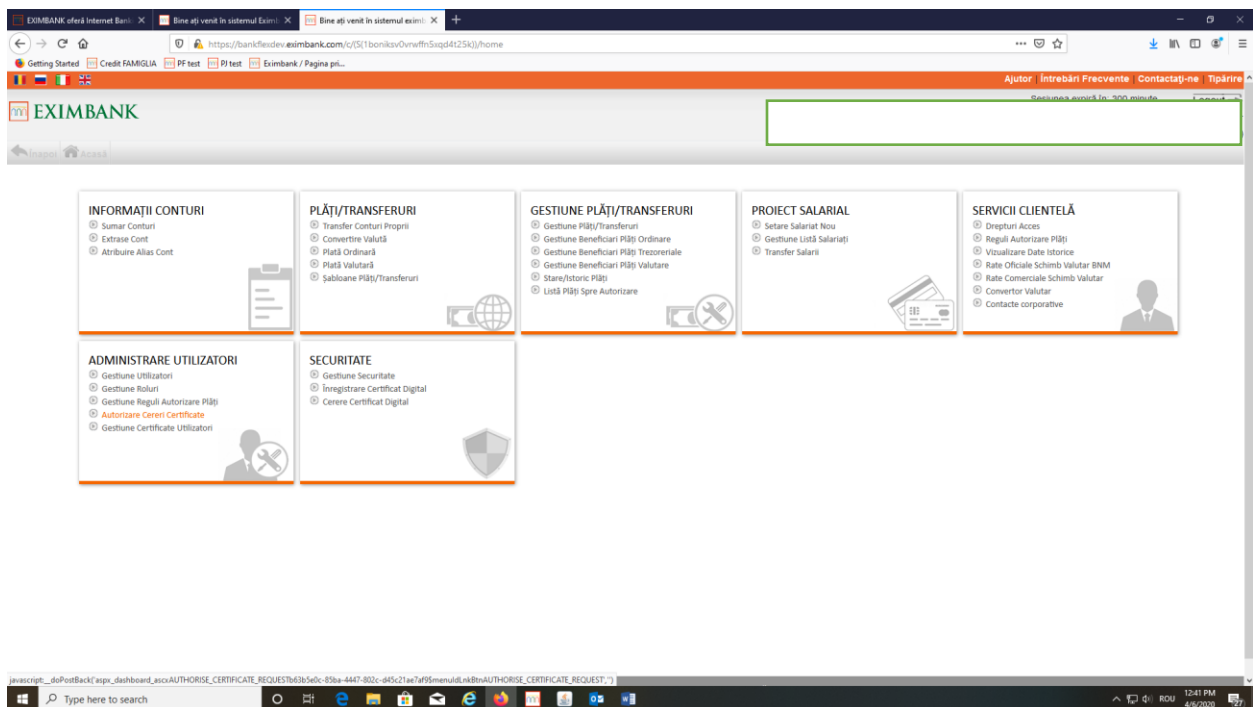 EXIMBANK oferă Internet Banki
Bine ați venit în sistemul Eximb
Bine ați venit în sistemul eximb
https://bankflexdev.eximbank.com/c/(S(1boniksv0vrwffn5xqd4t25k))/home
Getting Started
Credit FAMIGLIA
PF test
PJ test
Eximbank / Pagina pri...
Ajutor | Întrebări Frecvente | Contactaţi-ne | Tipărire
EXIMBANK
Înapoi
Acasă
INFORMAȚII CONTURI
Sumar Conturi
Extrase Cont
Atribuire Alias Cont
PLĂȚI/TRANSFERURI
Transfer Conturi Proprii
Convertire Valută
Plată Ordinară
Plată Valutară
Șabloane Plăți/Transferuri
GESTIUNE PLĂȚI/TRANSFERURI
Gestiune Plăți/Transferuri
Gestiune Beneficiari Plăți Ordinare
Gestiune Beneficiari Plăți Trezoreriale
Gestiune Beneficiari Plăți Valutare
Stare/Istoric Plăți
Listă Plăți Spre Autorizare
PROIECT SALARIAL
Setare Salariat Nou
Gestiune Listă Salariați
Transfer Salarii
SERVICII CLIENTELĂ
Drepturi Acces
Reguli Autorizare Plăți
Vizualizare Date Istorice
Rate Oficiale Schimb Valutar BNM
Rate Comerciale Schimb Valutar
Convertor Valutar
Contacte corporative
ADMINISTRARE UTILIZATORI
Gestiune Utilizatori
Gestiune Roluri
Gestiune Reguli Autorizare Plăți
Autorizare Cereri Certificate
Gestiune Certificate Utilizatori
SECURITATE
Gestiune Securitate
Înregistrare Certificat Digital
Cerere Certificat Digital
javascript:__doPostBack('aspx_dashboard_ascxAUTHORISE_CERTIFICATE_REQUESTb63b5e0c-85ba-4447-802c-d45c21ae7af9$menuIdLnkBtnAUTHORISE_CERTIFICATE_REQUEST','')
Type here to search
ROU
12:41 PM
4/6/2020